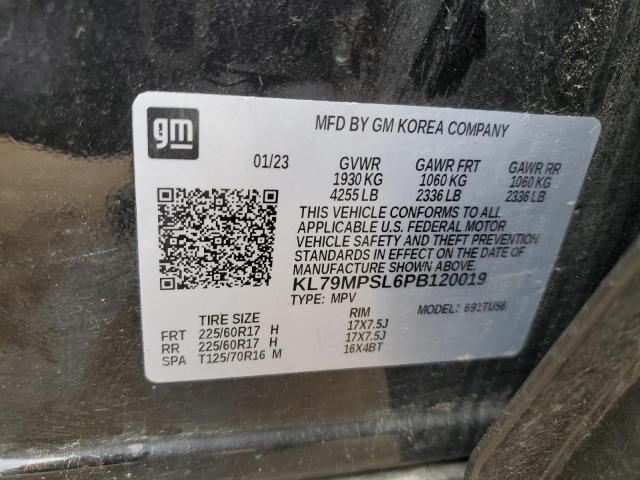 gm
MFD BY GM KOREA COMPANY
01/23 GVWR GAWR FRT GAWR RR
1930 KG 1060 KG 1060 KG
4255 LB 2336 LB 2336 LB
THIS VEHICLE CONFORMS TO ALL
APPLICABLE U.S. FEDERAL MOTOR
VEHICLE SAFETY AND THEFT PREVENTION
STANDARDS IN EFFECT ON THE DATE OF
MANUFACTURE SHOWN ABOVE.
KL79MPSL6PB120019
TYPE: MPV MODEL: 691TU56
TIRE SIZE RIM
FRT 225/60R17 H 17X7.5J
RR 225/60R17 H 17X7.5J
SPA T125/70R16 M 16X4BT